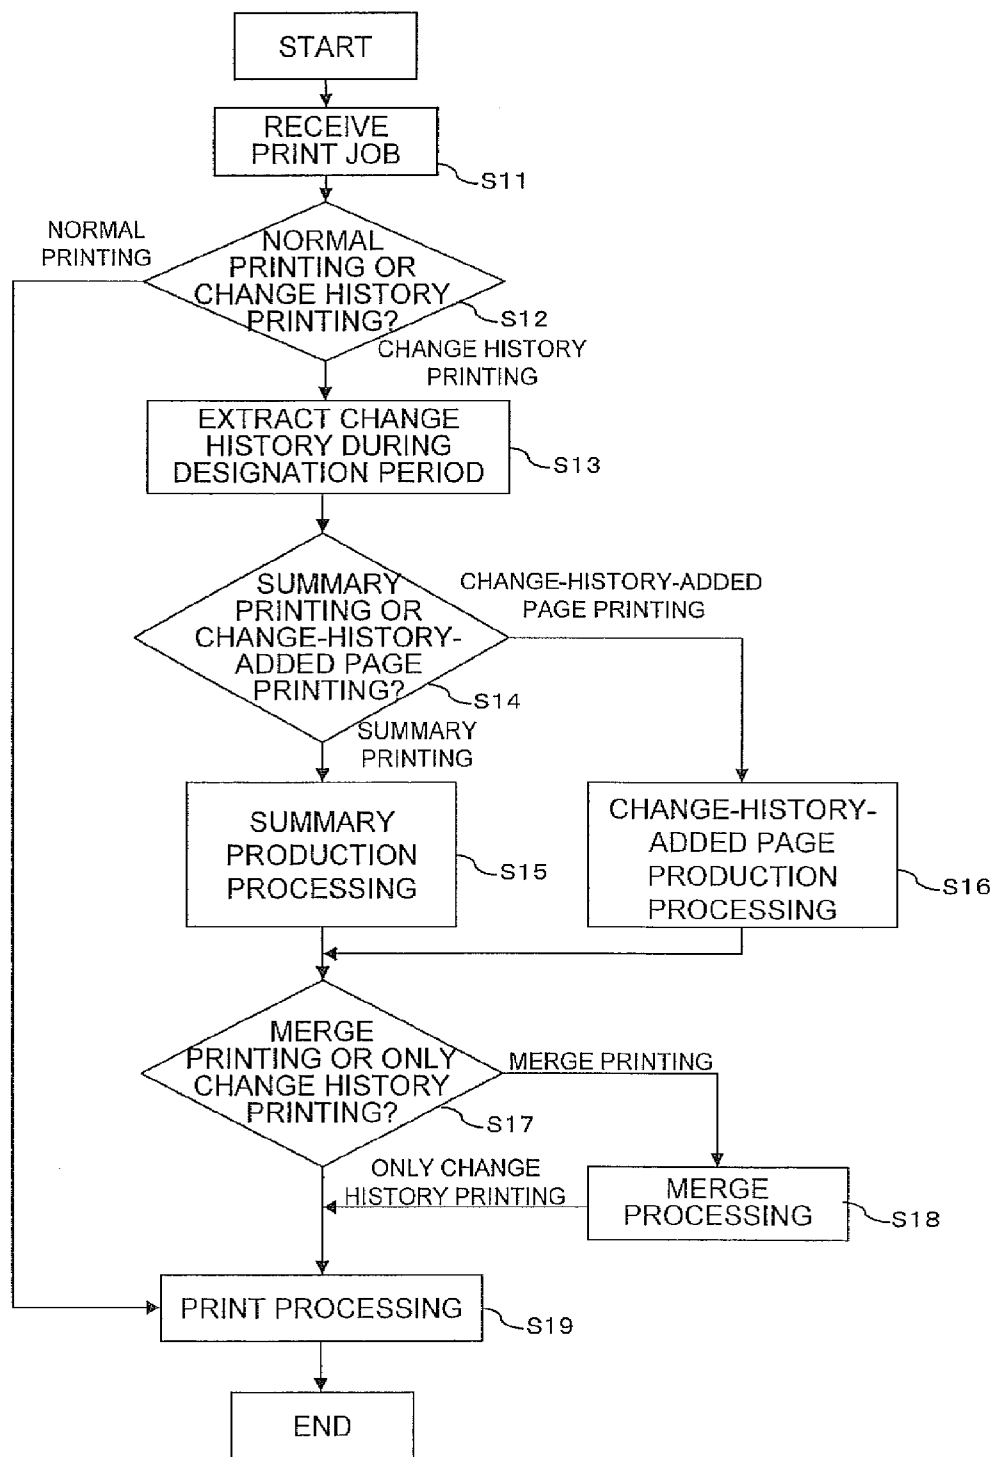 START
RECEIVE
PRINT JOB
S11
NORMAL
PRINTING
NORMAL
PRINTING OR
CHANGE HISTORY
PRINTING?
S12
CHANGE HISTORY
PRINTING
EXTRACT CHANGE
HISTORY DURING
DESIGNATION PERIOD
S13
SUMMARY
PRINTING OR
CHANGE-HISTORY-
ADDED PAGE
PRINTING?
S14
CHANGE-HISTORY-ADDED
PAGE PRINTING
SUMMARY
PRINTING
SUMMARY
PRODUCTION
PROCESSING
S15
CHANGE-HISTORY-
ADDED PAGE
PRODUCTION
PROCESSING
S16
MERGE
PRINTING OR ONLY
CHANGE HISTORY
PRINTING?
S17
MERGE PRINTING
ONLY CHANGE
HISTORY PRINTING
MERGE
PROCESSING
S18
PRINT PROCESSING
S19
END